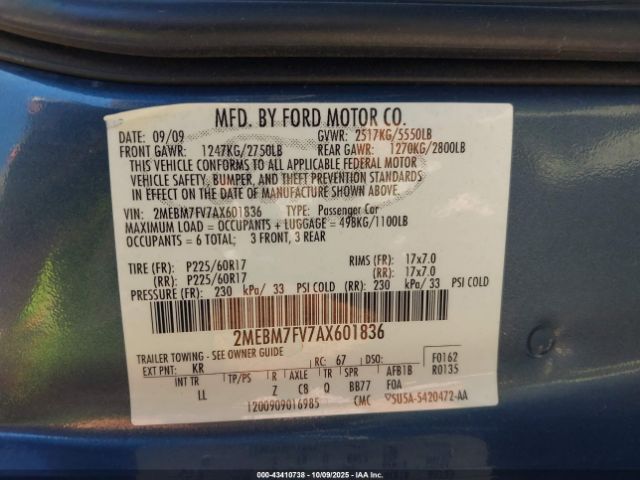 MFD. BY FORD MOTOR CO.
DATE: 09/09 GVWR: 2517KG/5550LB
FRONT GAWR: 1247KG/2750LB REAR GAWR: 1270KG/2800LB
THIS VEHICLE CONFORMS TO ALL APPLICABLE FEDERAL MOTOR
VEHICLE SAFETY, BUMPER, AND THEFT PREVENTION STANDARDS
IN EFFECT ON THE DATE OF MANUFACTURE SHOWN ABOVE.
VIN: 2MEBM7FV7AX601836 TYPE: Passenger Car
MAXIMUM LOAD = OCCUPANTS + LUGGAGE = 498KG/1100LB
OCCUPANTS = 6 TOTAL; 3 FRONT, 3 REAR
TIRE (FR): P225/60R17 RIMS (FR): 17x7.0
(RR): P225/60R17 (RR): 17x7.0
PRESSURE (FR): 230 kPa/ 33 PSI COLD (RR): 230 kPa/ 33 PSI COLD
2MEBM7FV7AX601836
TRAILER TOWING - SEE OWNER GUIDE
EXT PNT: KR RC: 67 DSO: F0162
INT TR TP/PS R AXLE TR SPR AFB1B R0135
LL Z C8 Q BB77 FOA
1200909016985 CMC 5U5A-5420472-AA
© 2000-43410738 - 10/09/2025 - IAA, Inc.